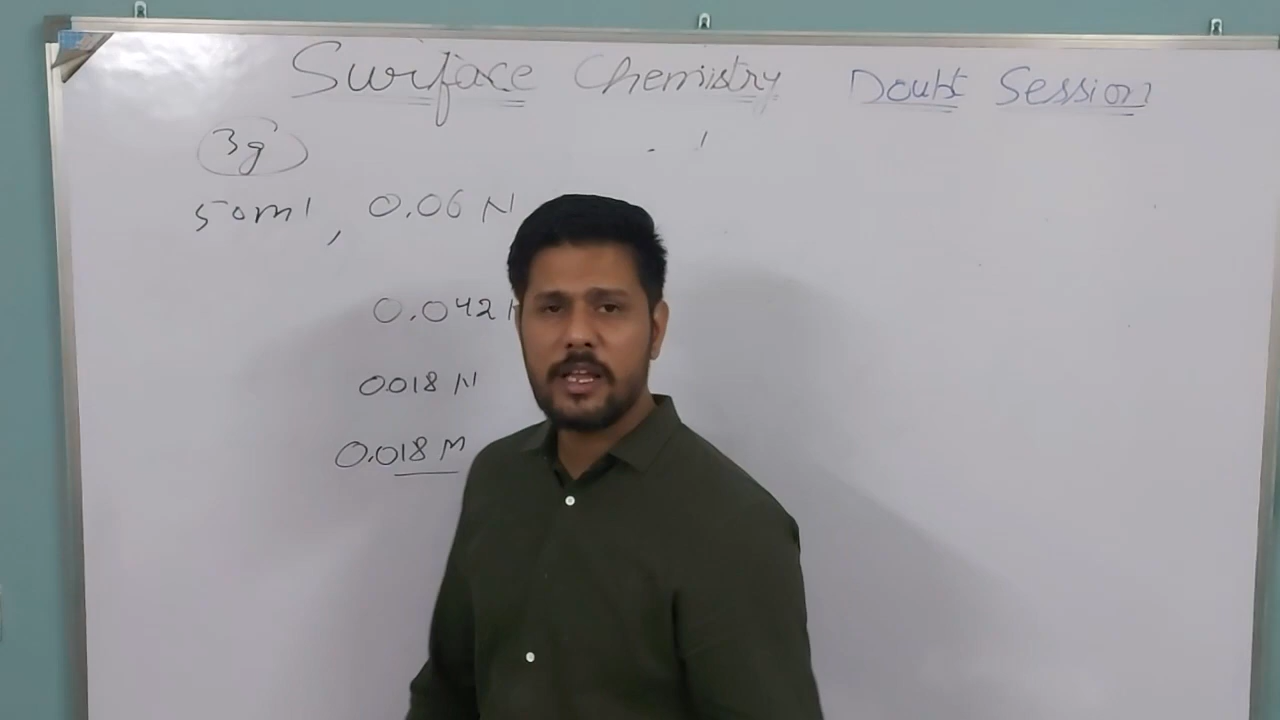 Surface Chemistry Doubt Session
3g
50ml, 0.06 N
0.042
0.018 N
0.018 M